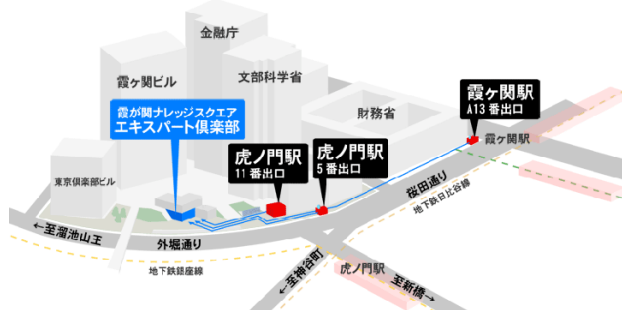 金融庁
霞ヶ関ビル
文部科学省
霞が関ナレッジスクエア
エキスパート倶楽部
財務省
霞ヶ関駅
A13 番出口
霞ヶ関駅
虎ノ門駅
11 番出口
虎ノ門駅
5 番出口
東京倶楽部ビル
桜田通り
地下鉄日比谷線
←至溜池山王
外堀通り
地下鉄銀座線
←至神谷町
虎ノ門駅
至新橋→